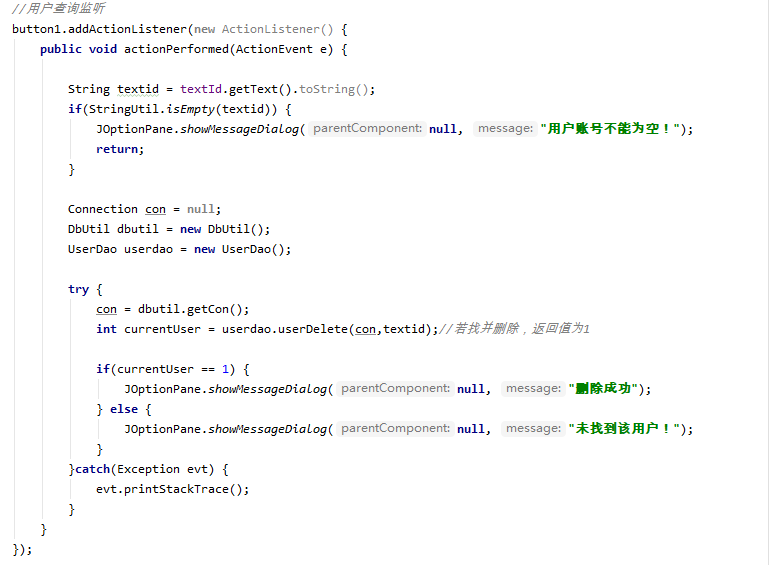 //用户查询监听
button1.addActionListener(new ActionListener() {
public void actionPerformed(ActionEvent e) {
String textid = textId.getText().toString();
if(StringUtil.isEmpty(textid)) {
JOptionPane.showMessageDialog( parentComponent: null, message: "用户账号不能为空！");
return;
}
Connection con = null;
DbUtil dbutil = new DbUtil();
UserDao userdao = new UserDao();
try {
con = dbutil.getCon();
int currentUser = userdao.userDelete(con,textid);//若找并删除，返回值为1
if(currentUser == 1) {
JOptionPane.showMessageDialog( parentComponent: null, message: "删除成功");
} else {
JOptionPane.showMessageDialog( parentComponent: null, message: "未找到该用户！");
}
}catch(Exception evt) {
evt.printStackTrace();
}
}
});